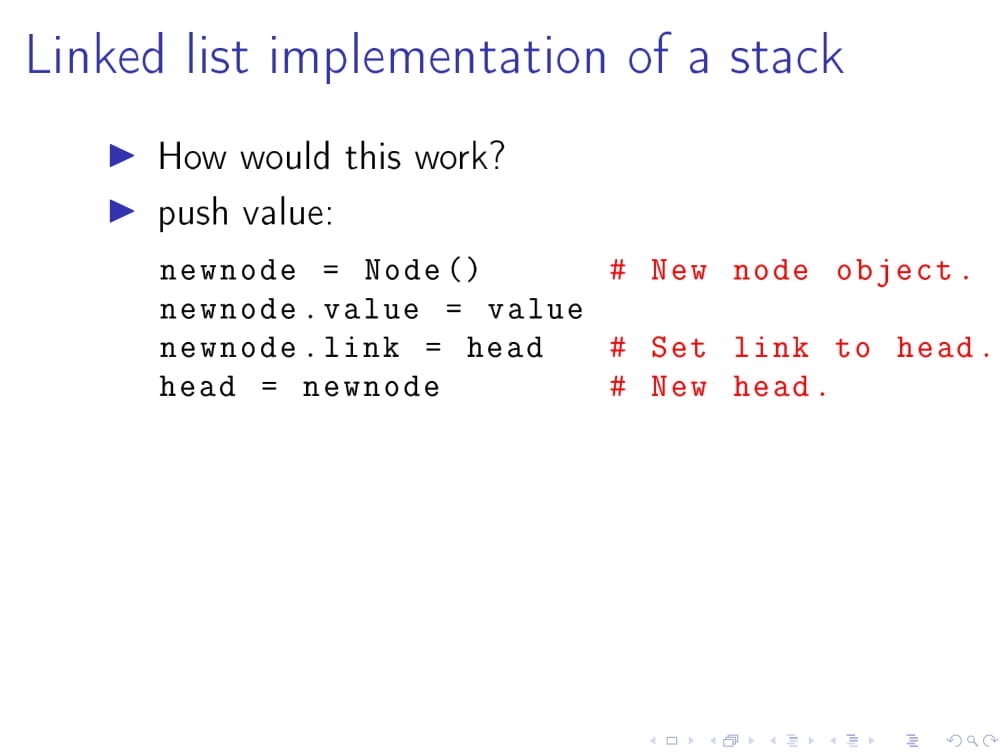 Linked list implementation of a stack
How would this work?
push value:
newnode = Node() # New node object.
newnode.value = value
newnode.link = head # Set link to head.
head = newnode # New head.